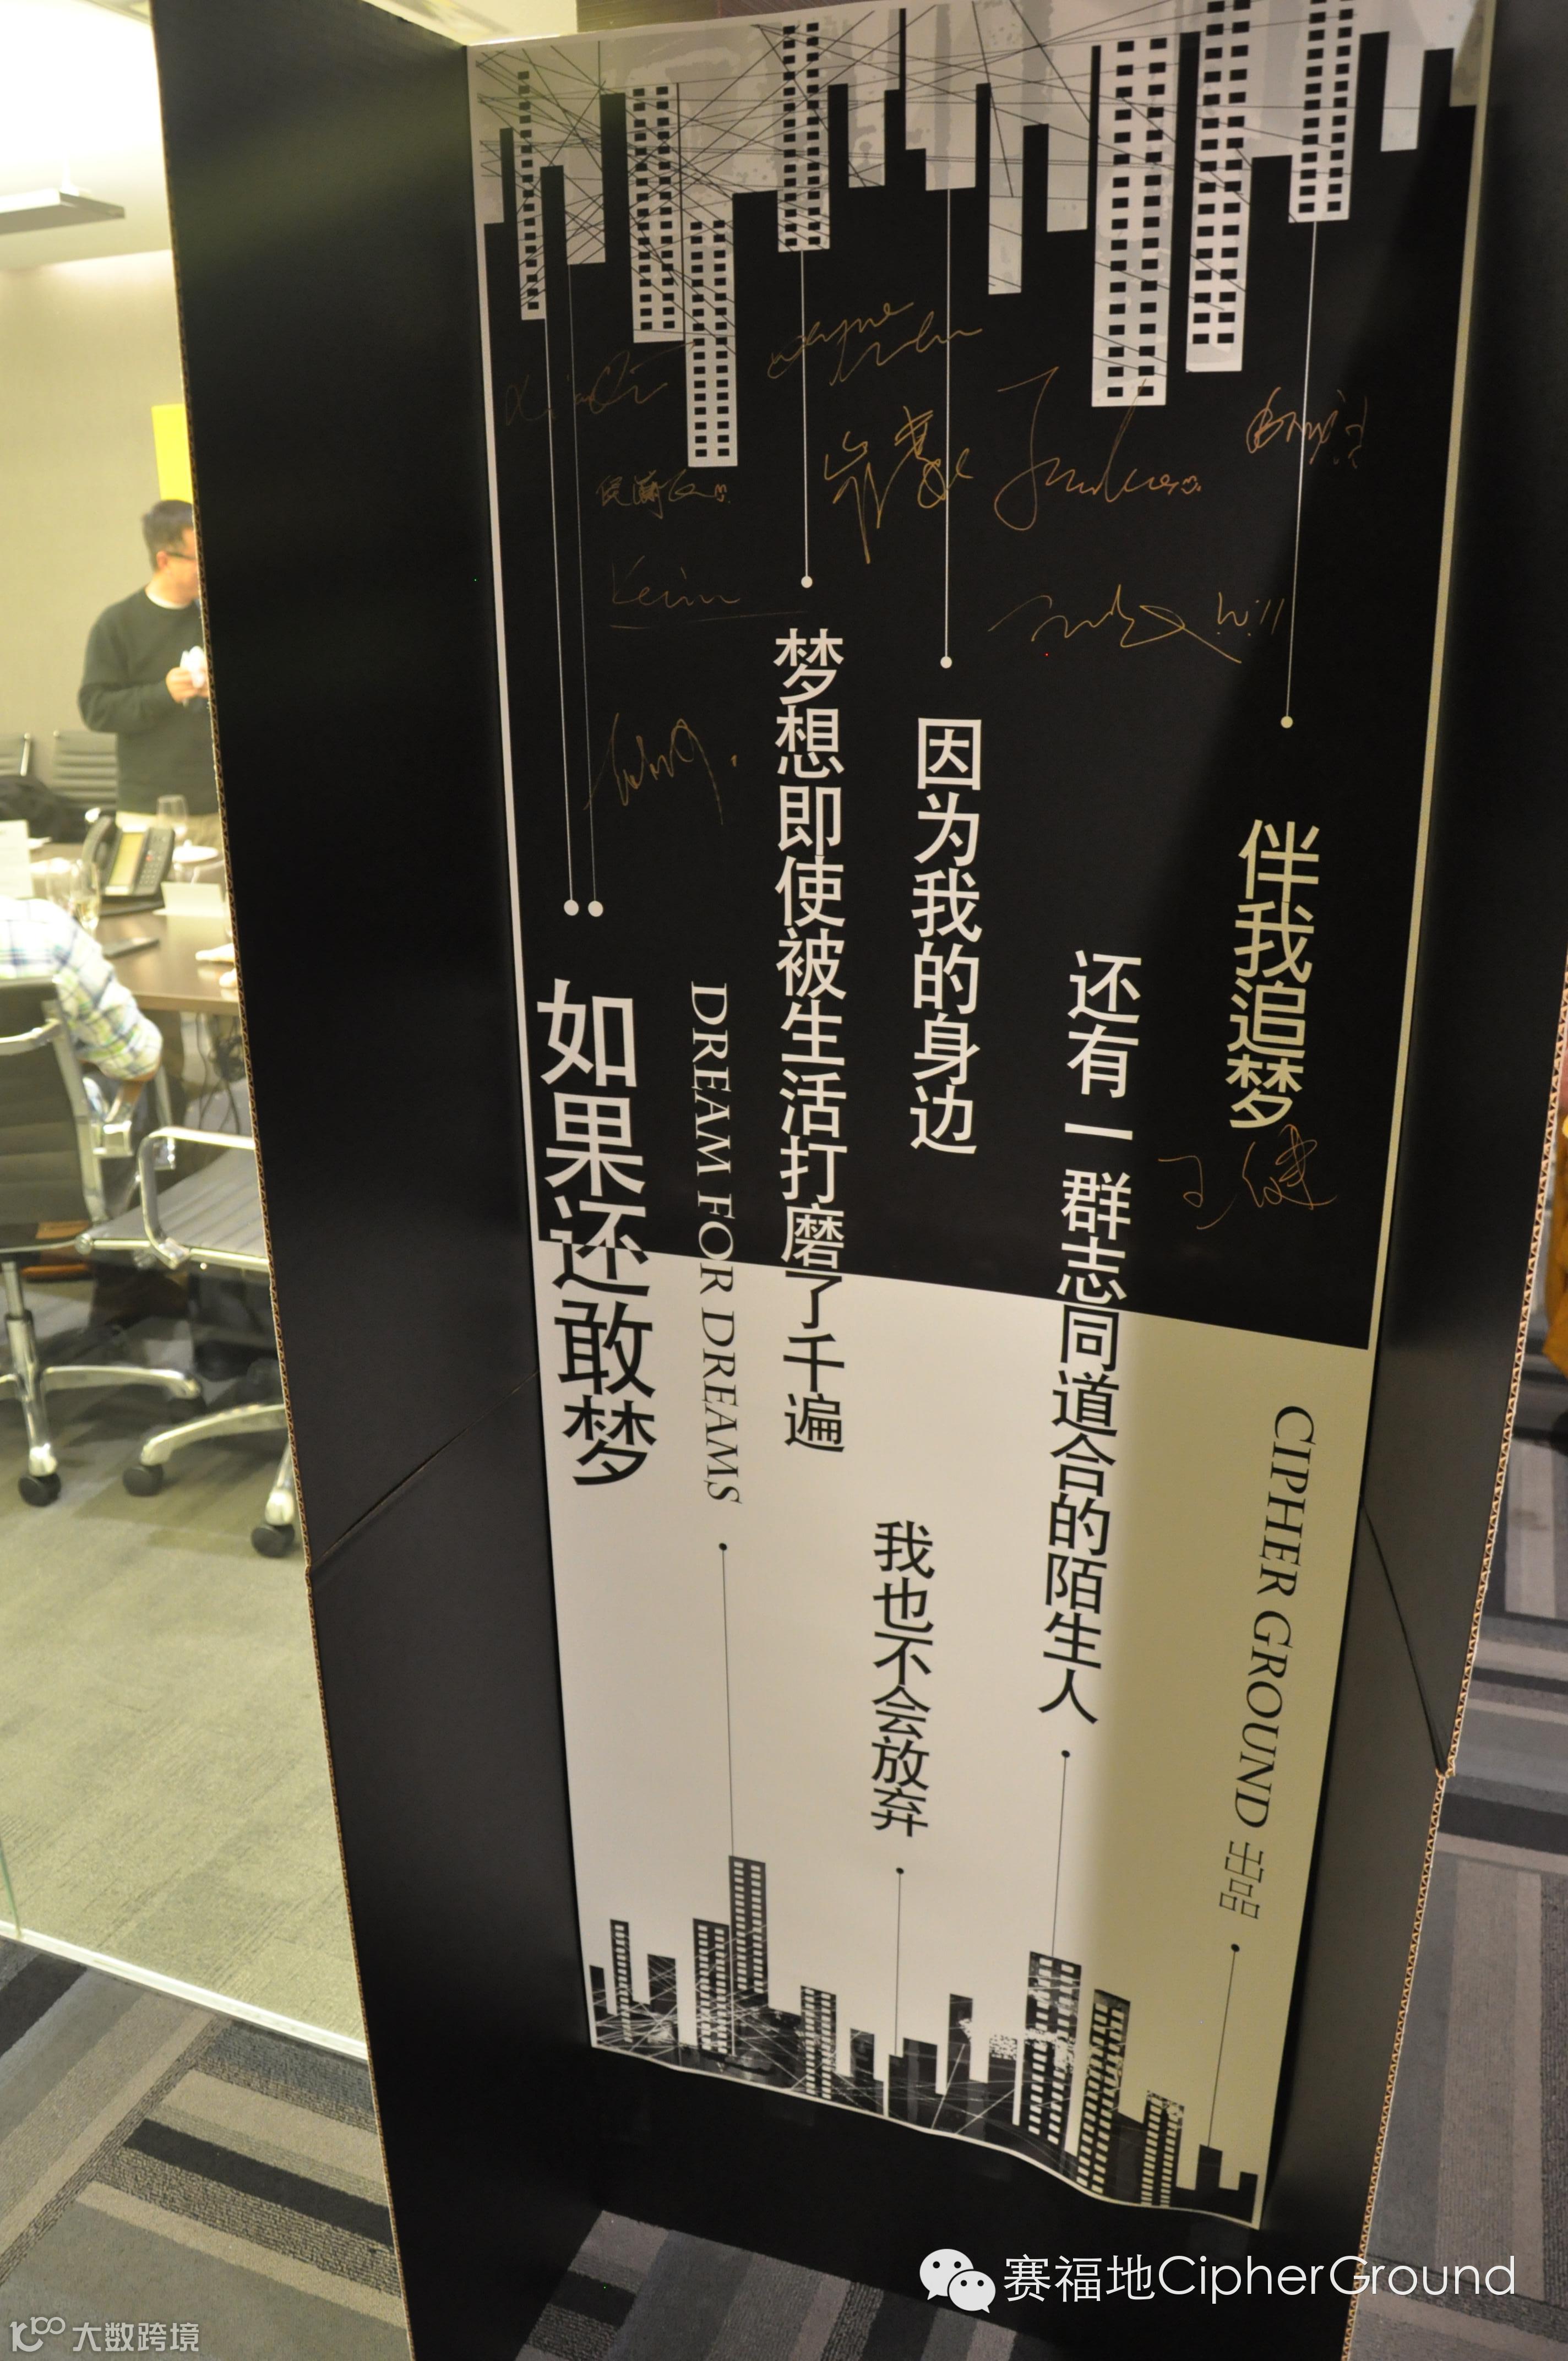 如果还敢梦
DREAM FOR DREAMS
梦想即使被生活打磨了千遍
我也不会放弃
因为我的身边
还有一群志同道合的陌生人
伴我追梦
CIPHER GROUND 出品
Kevin
Will
王健
赛福地CipherGround
大数跨境